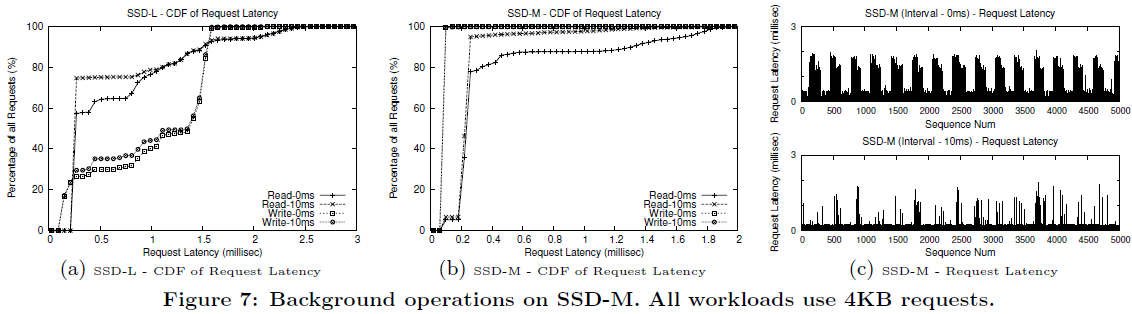 SSD-L - CDF of Request Latency
Percentage of all Requests (%)
100
80
60
40
20
0
Read-0ms
Read-10ms
Write-0ms
Write-10ms
0 0.5 1 1.5 2 2.5 3
Request Latency (millisec)
(a) SSD-L - CDF of Request Latency
SSD-M - CDF of Request Latency
Percentage of all Requests (%)
100
80
60
40
20
0
Read-0ms
Read-10ms
Write-0ms
Write-10ms
0 0.2 0.4 0.6 0.8 1 1.2 1.4 1.6 1.8 2
Request Latency (millisec)
(b) SSD-M - CDF of Request Latency
SSD-M (Interval - 0ms) - Request Latency
Request Latency (millisec)
3
0
0 500 1000 1500 2000 2500 3000 3500 4000 4500 5000
Sequence Num
SSD-M (Interval - 10ms) - Request Latency
Request Latency (millisec)
3
0
0 500 1000 1500 2000 2500 3000 3500 4000 4500 5000
Sequence Num
(c) SSD-M - Request Latency
Figure 7: Background operations on SSD-M. All workloads use 4KB requests.